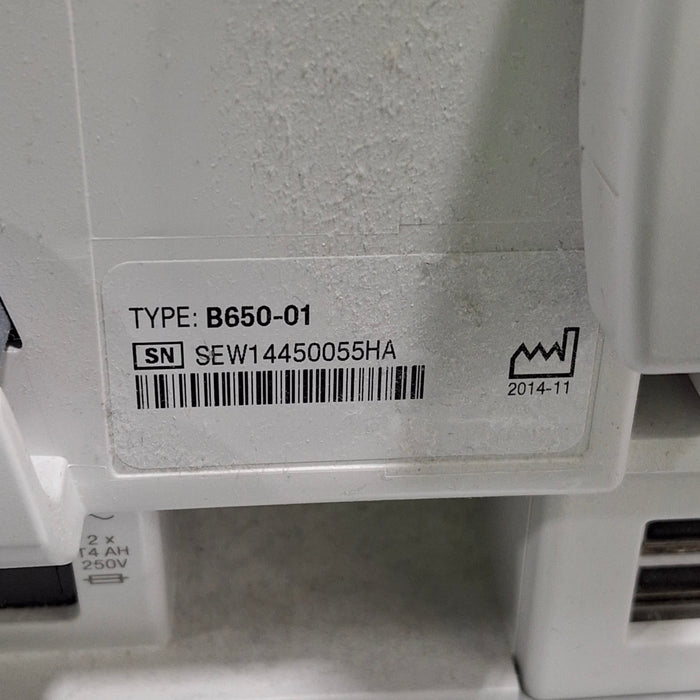 TYPE: B650-01
SN SEW14450055HA
2014-11
2 x
T4 AH
250V